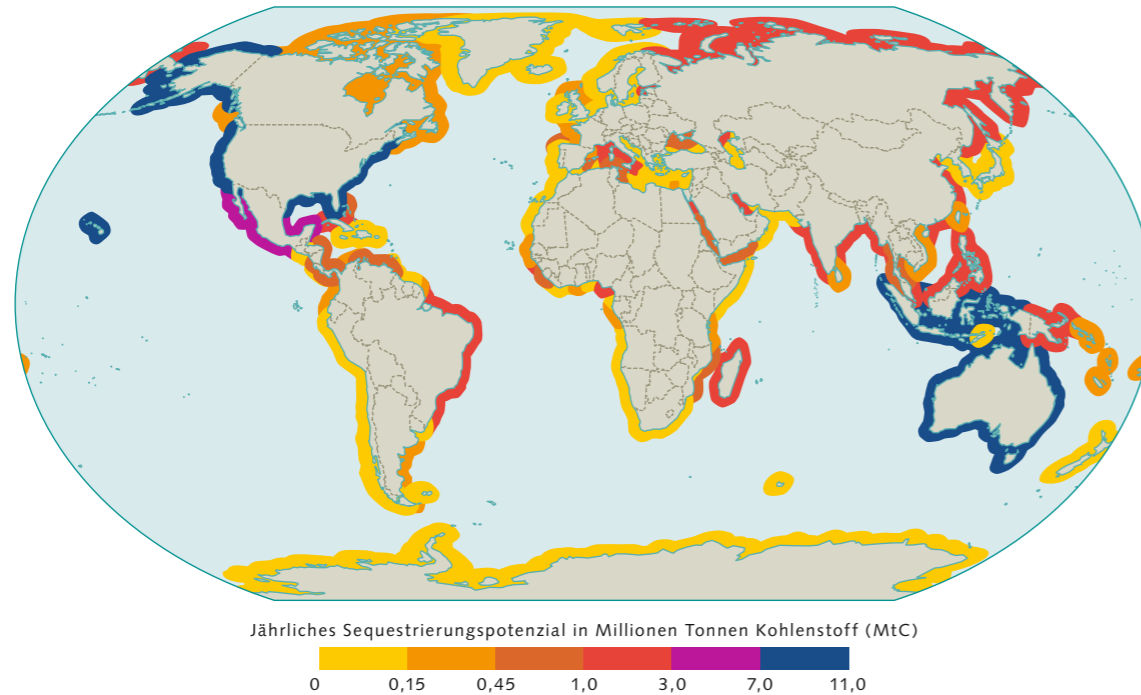 Jährliches Sequestrierungspotenzial in Millionen Tonnen Kohlenstoff (MtC)
0 0,15 0,45 1,0 3,0 7,0 11,0